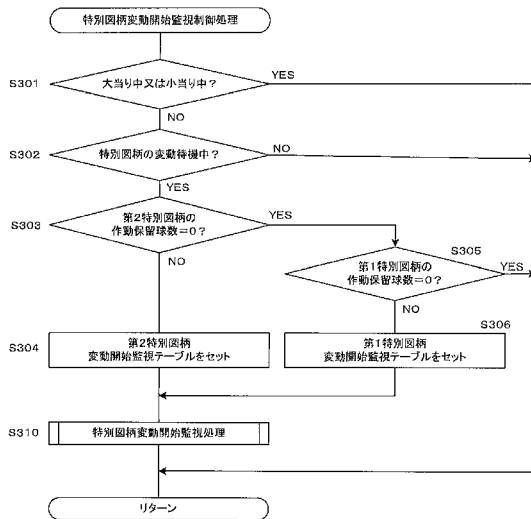 特別図柄変動開始監視制御処理
S301
大当り中又は小当り中?
YES
NO
S302
特別図柄の変動待機中?
NO
YES
S303
第2特別図柄の
作動保留球数=0?
YES
NO
S305
第1特別図柄の
作動保留球数=0?
YES
NO
S304
第2特別図柄
変動開始監視テーブルをセット
S306
第1特別図柄
変動開始監視テーブルをセット
S310
特別図柄変動開始監視処理
リターン